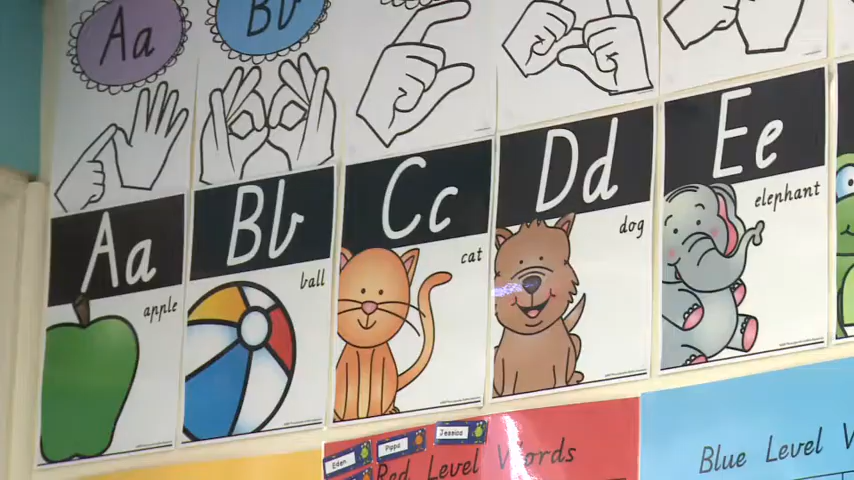 Aa
Bb
Aa
apple
Bb
ball
Cc
cat
Dd
dog
Ee
elephant
Eden
Pippa
Jessica
Red Level Words
Blue Level